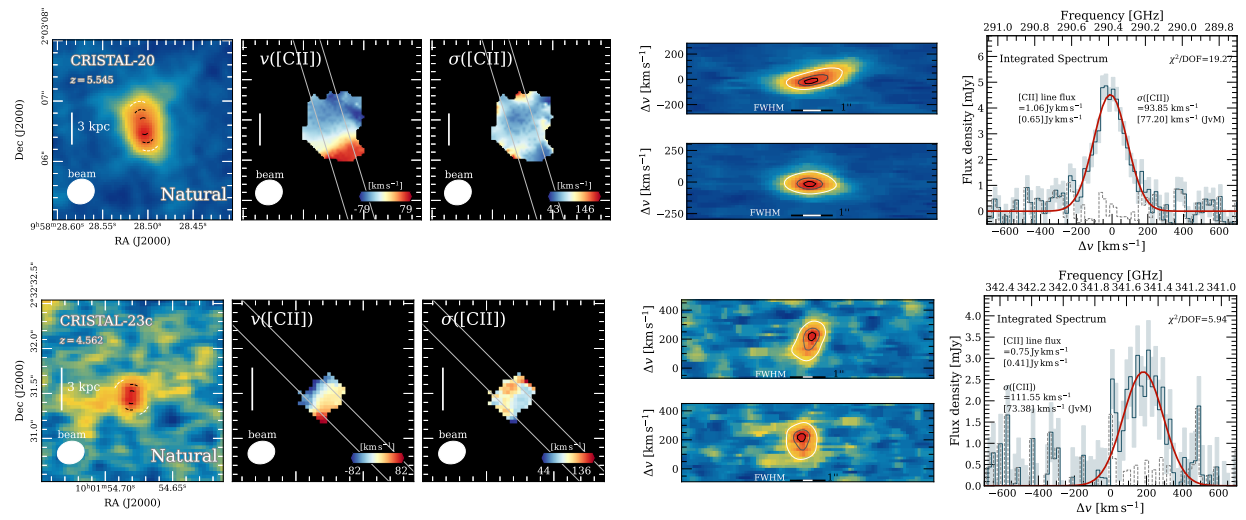 2°03'08"
07"
06"
Dec (J2000)
CRISTAL-20
z=5.545
3 kpc
beam
Natural
9ʰ58ᵐ28.60ˢ 28.55ˢ 28.50ˢ 28.45ˢ
RA (J2000)
v([CII])
beam
[km s⁻¹]
-79 79
σ([CII])
beam
[km s⁻¹]
43 146
Δv [km s⁻¹]
200
0
−200
FWHM 1"
Δv [km s⁻¹]
250
0
−250
FWHM 1"
Frequency [GHz]
291.0 290.8 290.6 290.4 290.2 290.0 289.8
Integrated Spectrum
χ²/DOF=19.27
[CII] line flux
=1.06 Jy km s⁻¹
[0.65] Jy km s⁻¹
σ([CII])
=93.85 km s⁻¹
[77.20] km s⁻¹ (JvM)
Flux density [mJy]
6
5
4
3
2
1
0
−600 −400 −200 0 200 400 600
Δv [km s⁻¹]
2°32'32.5"
32.0"
31.5"
31.0"
Dec (J2000)
CRISTAL-23c
z=4.562
3 kpc
beam
Natural
10ʰ01ᵐ54.70ˢ 54.65ˢ
RA (J2000)
v([CII])
beam
[km s⁻¹]
-82 82
σ([CII])
beam
[km s⁻¹]
44 136
Δv [km s⁻¹]
400
200
0
FWHM 1"
Δv [km s⁻¹]
400
200
0
FWHM 1"
Frequency [GHz]
342.4 342.2 342.0 341.8 341.6 341.4 341.2 341.0
Integrated Spectrum
χ²/DOF=5.94
[CII] line flux
=0.75 Jy km s⁻¹
[0.41] Jy km s⁻¹
σ([CII])
=111.55 km s⁻¹
[73.38] km s⁻¹ (JvM)
Flux density [mJy]
4.0
3.5
3.0
2.5
2.0
1.5
1.0
0.5
0.0
−600 −400 −200 0 200 400 600
Δv [km s⁻¹]